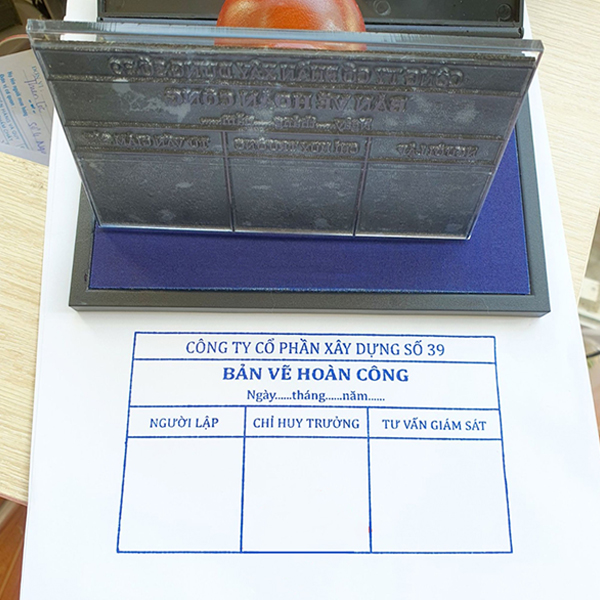 CÔNG TY CỔ PHẦN XÂY DỰNG SỐ 39
BẢN VẼ HOÀN CÔNG
Ngày......tháng......năm......
NGƯỜI LẬP CHỈ HUY TRƯỞNG TƯ VẤN GIÁM SÁT